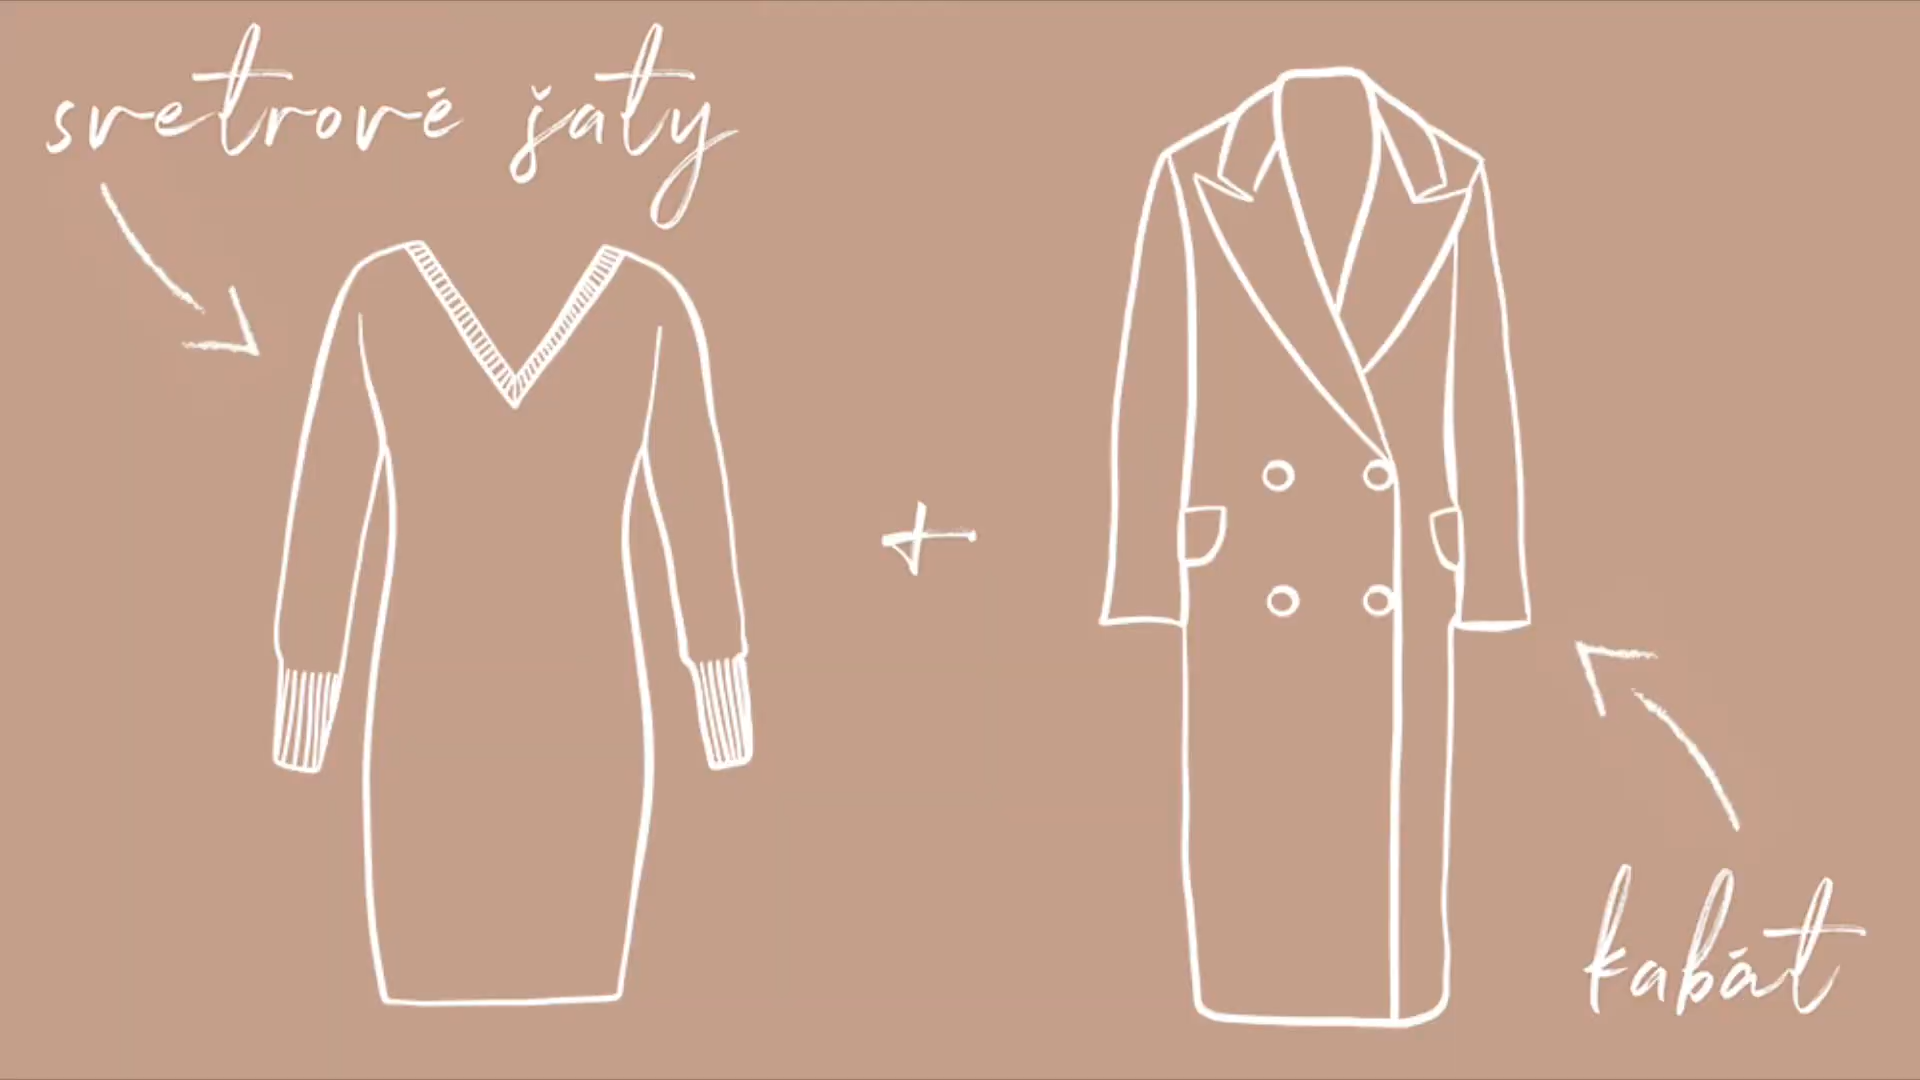 svetrové šaty
+
kabát